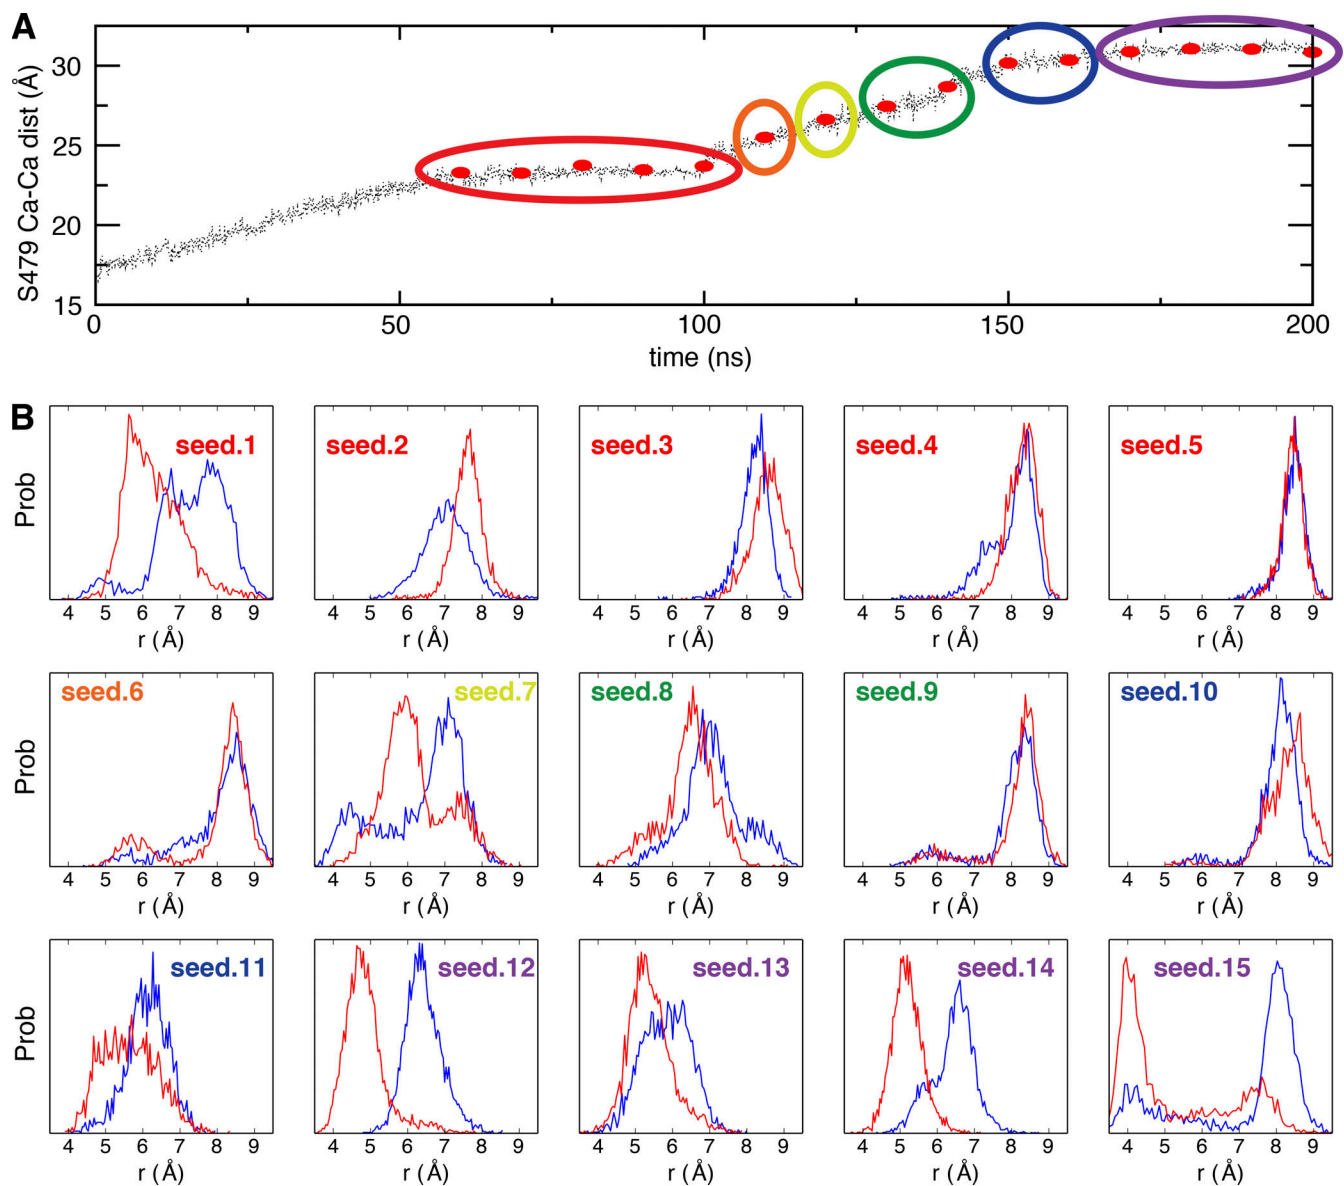 A
S479 Ca-Ca dist (Å)
30
25
20
15
0 50 100 150 200
time (ns)
B
seed.1 seed.2 seed.3 seed.4 seed.5
Prob
4 5 6 7 8 9 4 5 6 7 8 9 4 5 6 7 8 9 4 5 6 7 8 9 4 5 6 7 8 9
r (Å) r (Å) r (Å) r (Å) r (Å)
seed.6 seed.7 seed.8 seed.9 seed.10
Prob
4 5 6 7 8 9 4 5 6 7 8 9 4 5 6 7 8 9 4 5 6 7 8 9 4 5 6 7 8 9
r (Å) r (Å) r (Å) r (Å) r (Å)
seed.11 seed.12 seed.13 seed.14 seed.15
Prob
4 5 6 7 8 9 4 5 6 7 8 9 4 5 6 7 8 9 4 5 6 7 8 9 4 5 6 7 8 9
r (Å) r (Å) r (Å) r (Å) r (Å)